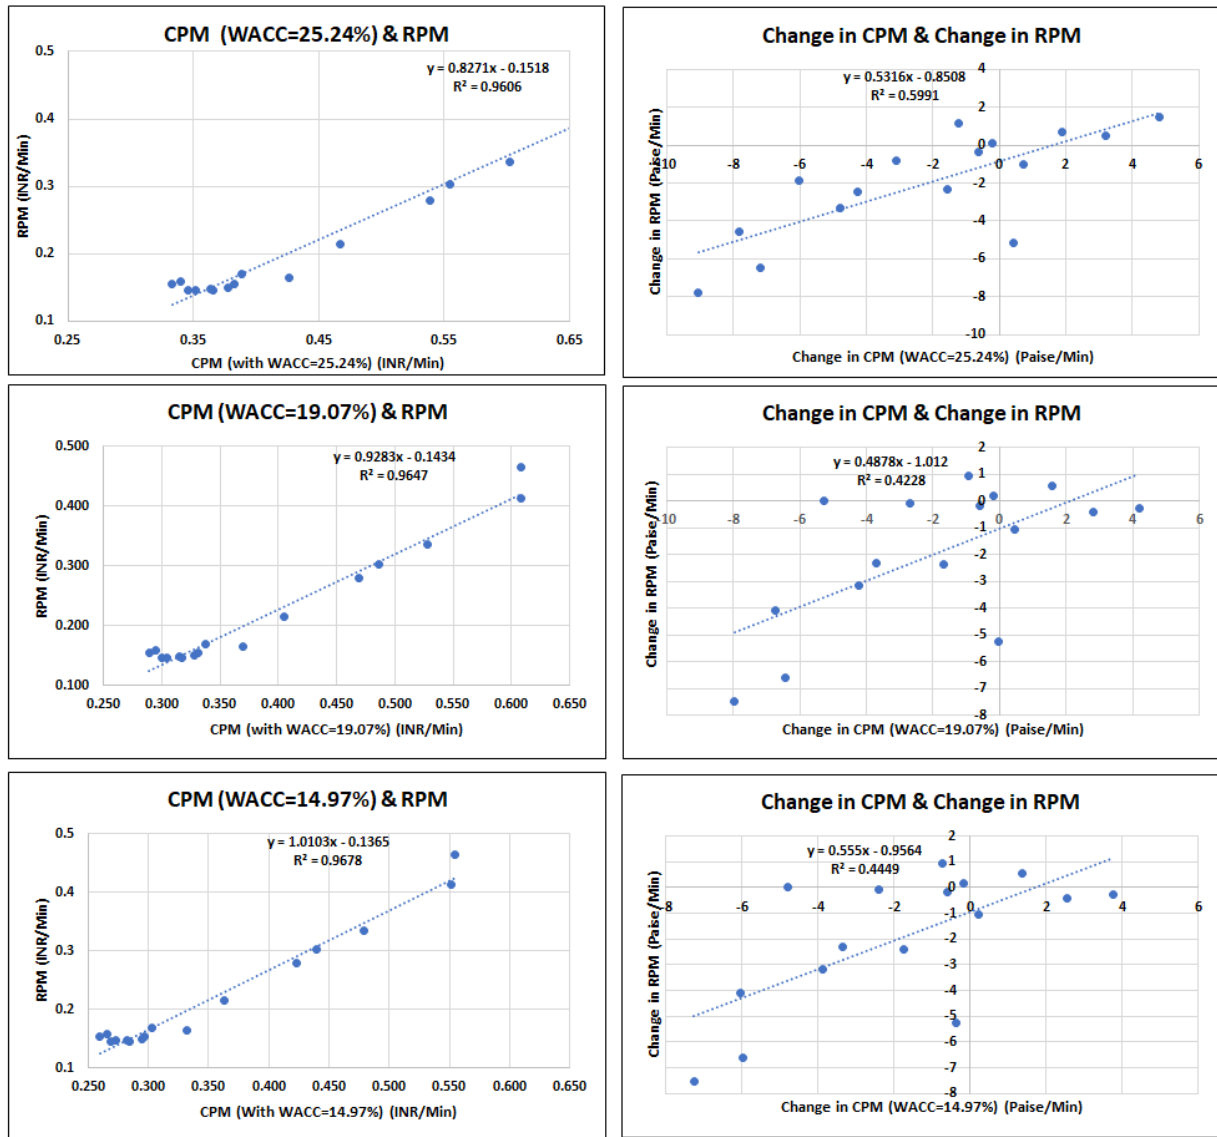 CPM (WACC=25.24%) & RPM
y = 0.8271x - 0.1518
R² = 0.9606
RPM (INR/Min)
0.5
0.4
0.3
0.2
0.1
0.25 0.35 0.45 0.55 0.65
CPM (with WACC=25.24%) (INR/Min)
Change in CPM & Change in RPM
y = 0.5316x - 0.8508
R² = 0.5991
Change in RPM (Paise/Min)
4
2
0
-2
-4
-6
-8
-10
-10 -8 -6 -4 -2 0 2 4 6
Change in CPM (WACC=25.24%) (Paise/Min)
CPM (WACC=19.07%) & RPM
y = 0.9283x - 0.1434
R² = 0.9647
RPM (INR/Min)
0.500
0.400
0.300
0.200
0.100
0.250 0.300 0.350 0.400 0.450 0.500 0.550 0.600 0.650
CPM (with WACC=19.07%) (INR/Min)
Change in CPM & Change in RPM
y = 0.4878x - 1.012
R² = 0.4228
Change in RPM (Paise/Min)
2
1
0
-1
-2
-3
-4
-5
-6
-7
-8
-10 -8 -6 -4 -2 0 2 4 6
Change in CPM (WACC=19.07%) (Paise/Min)
CPM (WACC=14.97%) & RPM
y = 1.0103x - 0.1365
R² = 0.9678
RPM (INR/Min)
0.5
0.4
0.3
0.2
0.1
0.250 0.300 0.350 0.400 0.450 0.500 0.550 0.600 0.650
CPM (With WACC=14.97%) (INR/Min)
Change in CPM & Change in RPM
y = 0.555x - 0.9564
R² = 0.4449
Change in RPM (Paise/Min)
2
1
0
-1
-2
-3
-4
-5
-6
-7
-8
-8 -6 -4 -2 0 2 4 6
Change in CPM (WACC=14.97%) (Paise/Min)